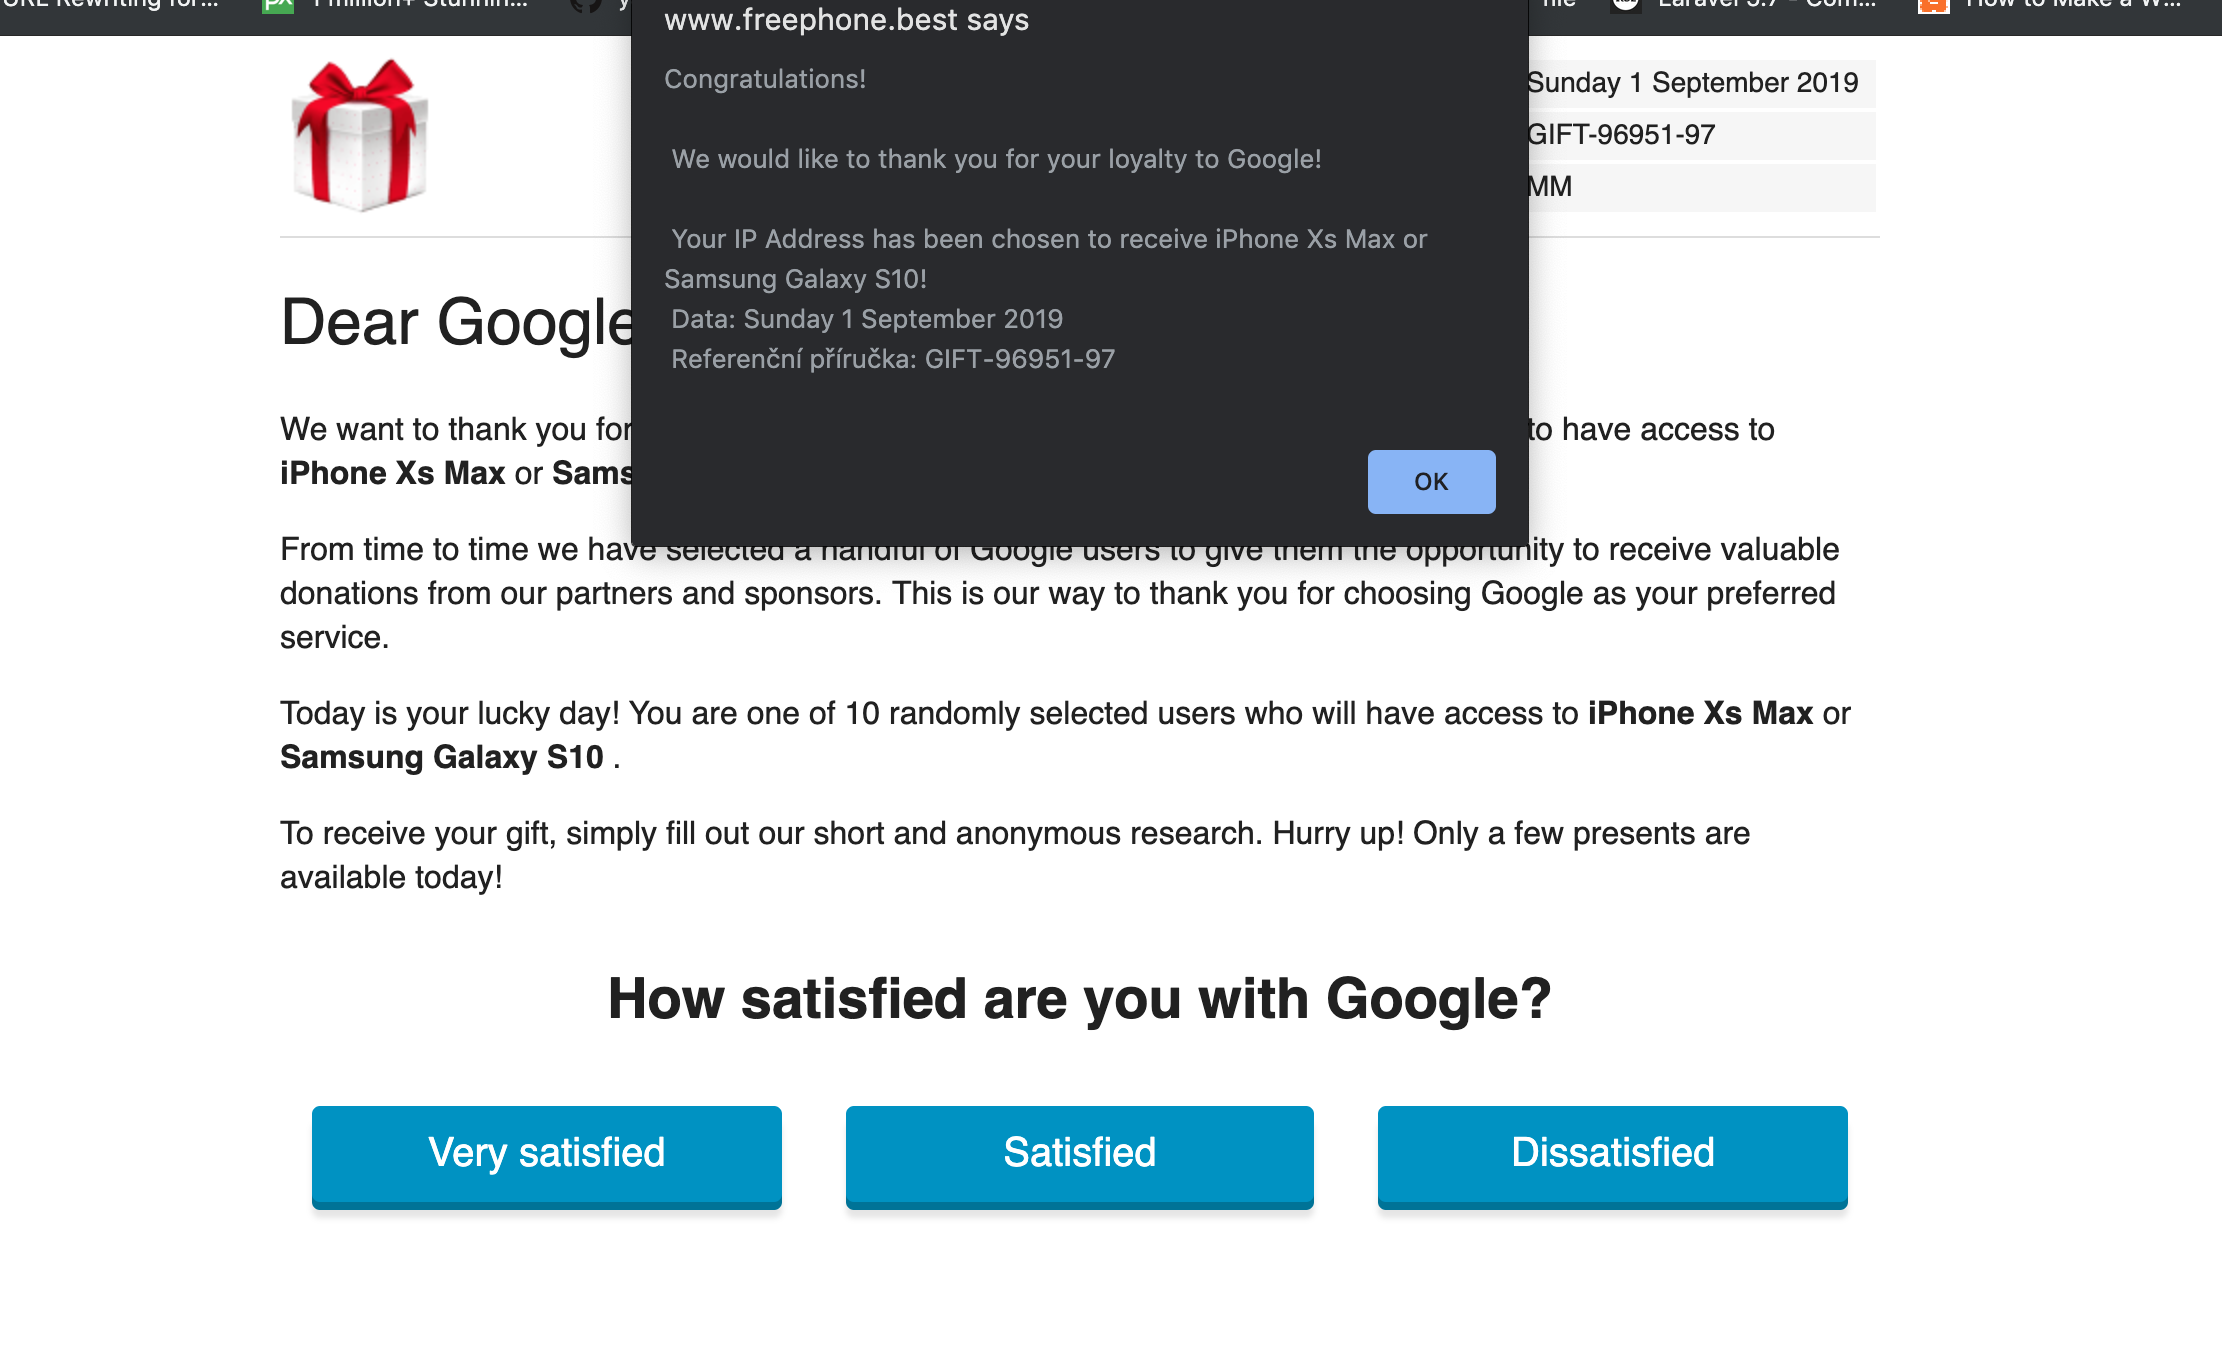 1 million+ Stunnin...
Laravel 5.7 - Com...
How to Make a W...
www.freephone.best says
Congratulations!
We would like to thank you for your loyalty to Google!
Your IP Address has been chosen to receive iPhone Xs Max or
Samsung Galaxy S10!
Data: Sunday 1 September 2019
Referenční příručka: GIFT-96951-97
OK
Sunday 1 September 2019
GIFT-96951-97
MM
Dear Google
We want to thank you for to have access to
iPhone Xs Max or Sams
From time to time we have selected a handful of Google users to give them the opportunity to receive valuable
donations from our partners and sponsors. This is our way to thank you for choosing Google as your preferred
service.
Today is your lucky day! You are one of 10 randomly selected users who will have access to iPhone Xs Max or
Samsung Galaxy S10 .
To receive your gift, simply fill out our short and anonymous research. Hurry up! Only a few presents are
available today!
How satisfied are you with Google?
Very satisfied
Satisfied
Dissatisfied